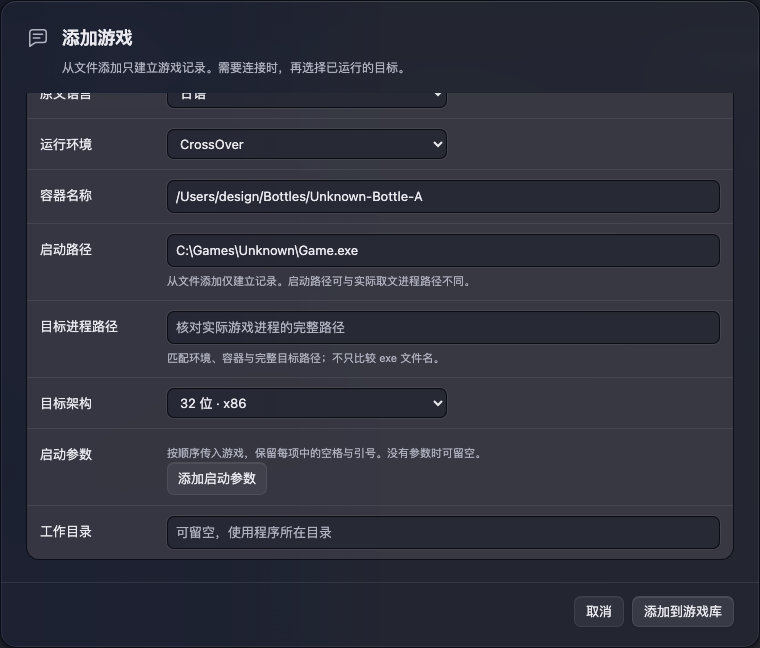 添加游戏
从文件添加只建立游戏记录。需要连接时，再选择已运行的目标。
原文语言
日语
运行环境
CrossOver
容器名称
/Users/design/Bottles/Unknown-Bottle-A
启动路径
C:\Games\Unknown\Game.exe
从文件添加仅建立记录。启动路径可与实际取文进程路径不同。
目标进程路径
核对实际游戏进程的完整路径
匹配环境、容器与完整目标路径；不只比较 exe 文件名。
目标架构
32 位 · x86
启动参数
按顺序传入游戏，保留每项中的空格与引号。没有参数时可留空。
添加启动参数
工作目录
可留空，使用程序所在目录
取消
添加到游戏库